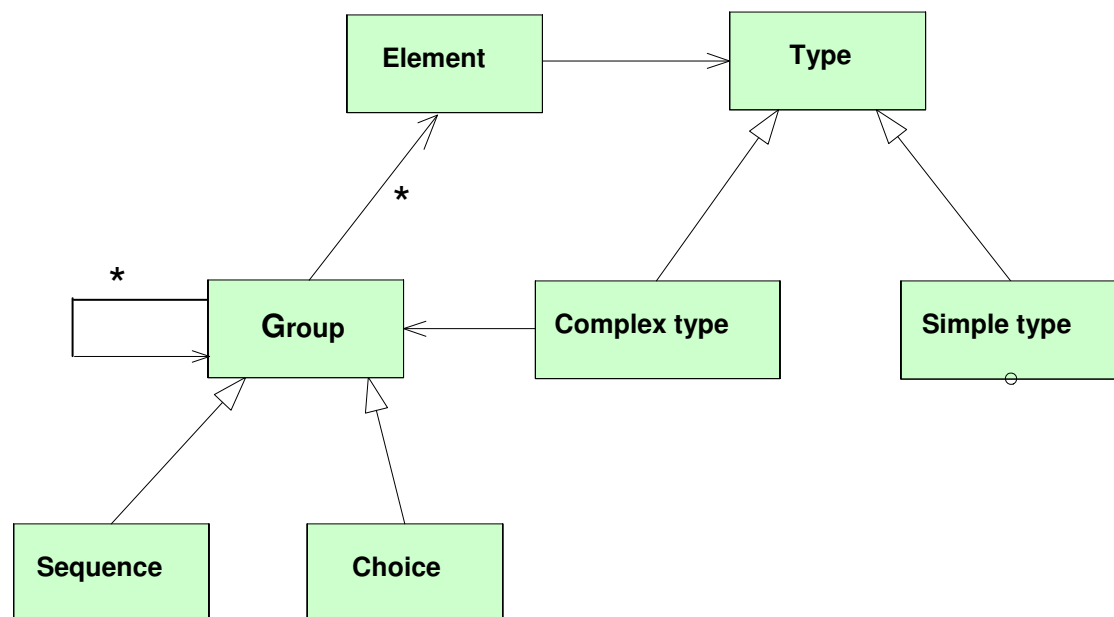 Element
Type
*
*
Group
Complex type
Simple type
Sequence
Choice